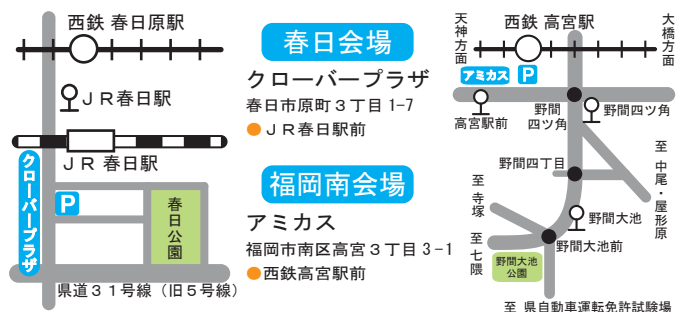 西鉄 春日原駅
JR春日駅
JR 春日駅
クローバープラザ
P
春日公園
県道31号線（旧5号線）
春日会場
クローバープラザ
春日市原町3丁目 1-7
●JR春日駅前
福岡南会場
アミカス
福岡市南区高宮3丁目 3-1
●西鉄高宮駅前
天神方面
西鉄 高宮駅
大橋方面
アミカス
P
高宮駅前
野間
四ツ角
野間四ツ角
野間四丁目
至 中尾・屋形原
至 寺塚
野間大池
至 七隈
野間大池前
野間大池
公園
至 県自動車運転免許試験場